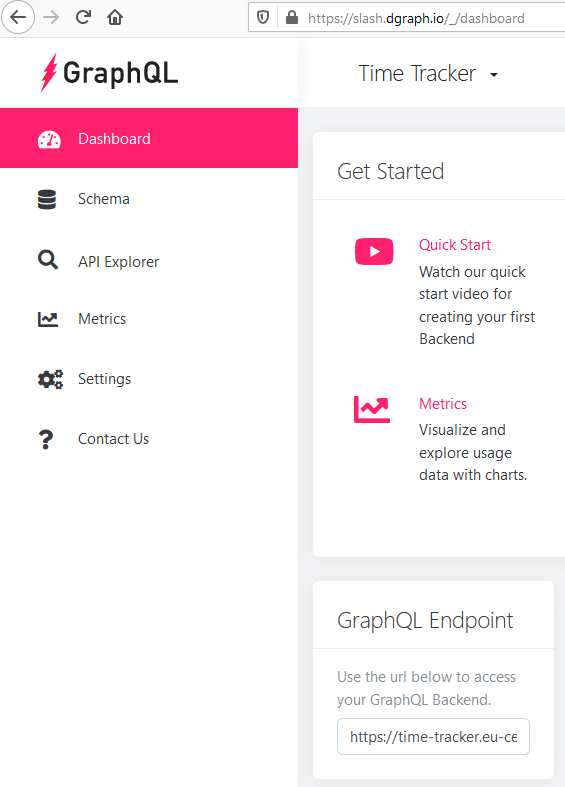 https://slash.dgraph.io/_/dashboard
GraphQL
Time Tracker
Dashboard
Schema
API Explorer
Metrics
Settings
Contact Us
Get Started
Quick Start
Watch our quick
start video for
creating your first
Backend
Metrics
Visualize and
explore usage
data with charts.
GraphQL Endpoint
Use the url below to access
your GraphQL Backend.
https://time-tracker.eu-ce